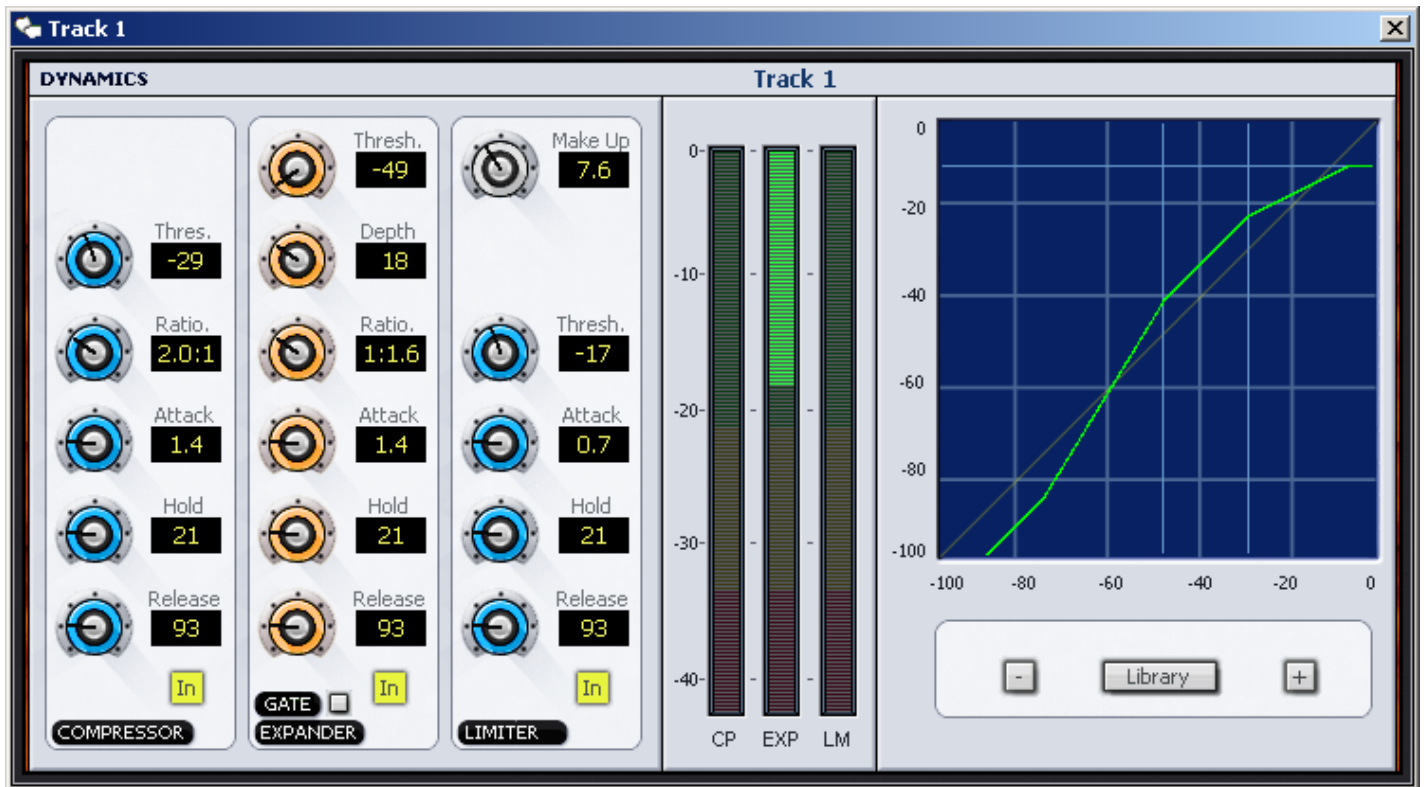 Track 1
DYNAMICS
Track 1
Thres.
-29
Ratio.
2.0:1
Attack
1.4
Hold
21
Release
93
In
COMPRESSOR
Thresh.
-49
Depth
18
Ratio.
1:1.6
Attack
1.4
Hold
21
Release
93
In
GATE
EXPANDER
Make Up
7.6
Thresh.
-17
Attack
0.7
Hold
21
Release
93
In
LIMITER
0-
-10-
-20-
-30-
-40-
CP EXP LM
0
-20
-40
-60
-80
-100
-100 -80 -60 -40 -20 0
- Library +